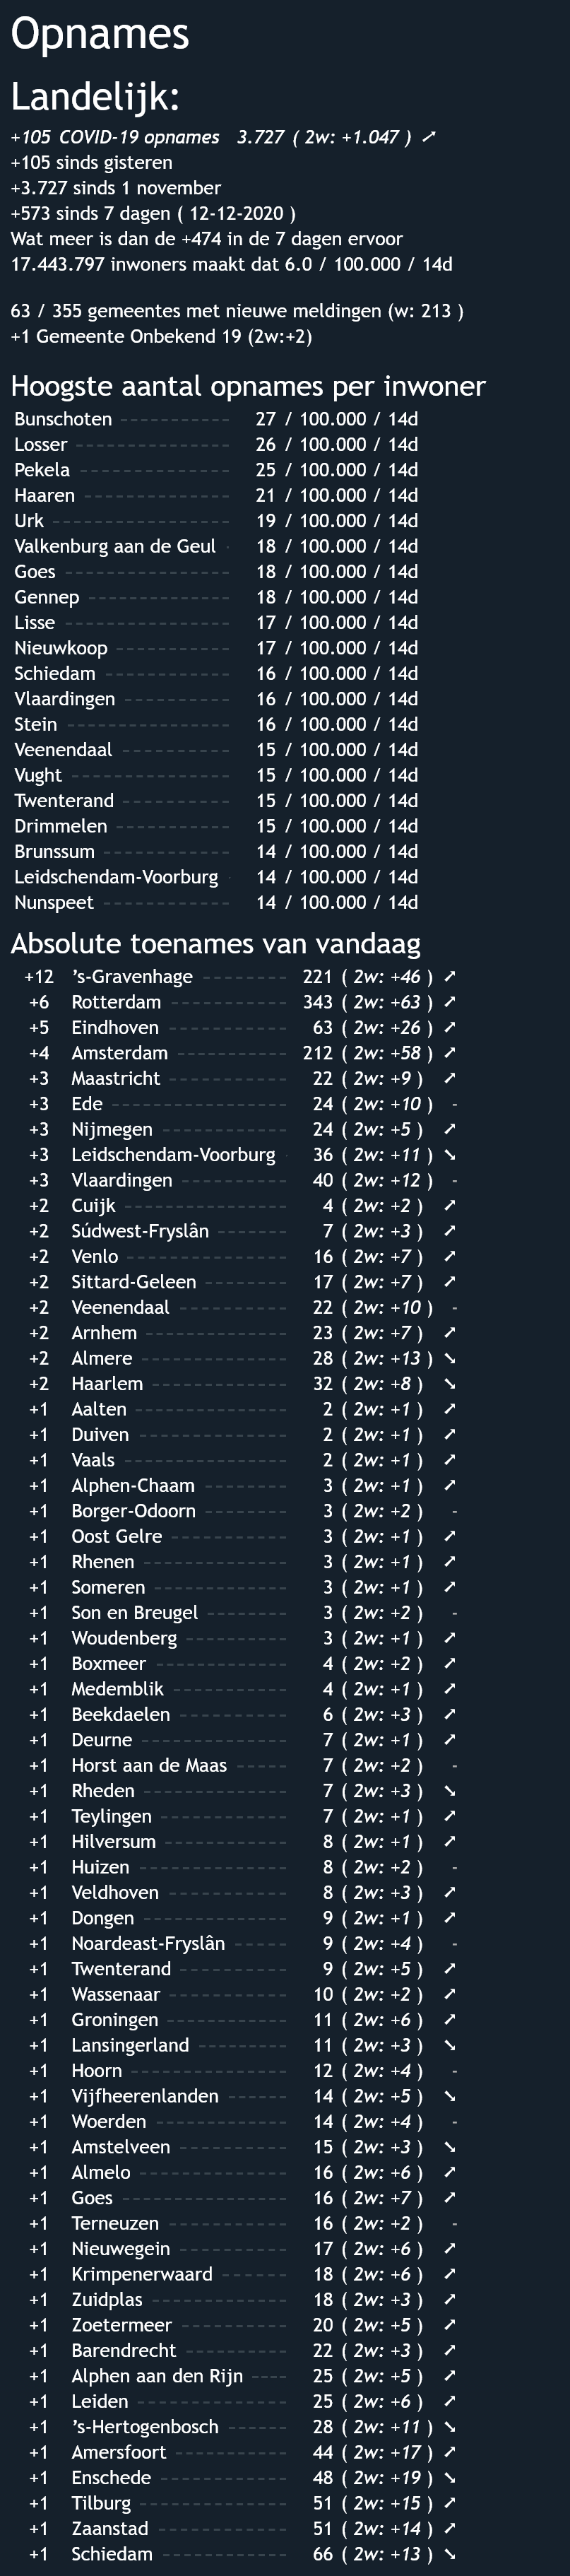 Opnames
Landelijk:
+105 COVID-19 opnames 3.727 ( 2w: +1.047 ) ➚
+105 sinds gisteren
+3.727 sinds 1 november
+573 sinds 7 dagen ( 12-12-2020 )
Wat meer is dan de +474 in de 7 dagen ervoor
17.443.797 inwoners maakt dat 6.0 / 100.000 / 14d
63 / 355 gemeentes met nieuwe meldingen (w: 213 )
+1 Gemeente Onbekend 19 (2w:+2)
Hoogste aantal opnames per inwoner
Bunschoten ----------- 27 / 100.000 / 14d
Losser --------------- 26 / 100.000 / 14d
Pekela --------------- 25 / 100.000 / 14d
Haaren -------------- 21 / 100.000 / 14d
Urk ----------------- 19 / 100.000 / 14d
Valkenburg aan de Geul - 18 / 100.000 / 14d
Goes ---------------- 18 / 100.000 / 14d
Gennep -------------- 18 / 100.000 / 14d
Lisse ---------------- 17 / 100.000 / 14d
Nieuwkoop ----------- 17 / 100.000 / 14d
Schiedam ------------ 16 / 100.000 / 14d
Vlaardingen ---------- 16 / 100.000 / 14d
Stein ---------------- 16 / 100.000 / 14d
Veenendaal ---------- 15 / 100.000 / 14d
Vught --------------- 15 / 100.000 / 14d
Twenterand ---------- 15 / 100.000 / 14d
Drimmelen ----------- 15 / 100.000 / 14d
Brunssum ------------ 14 / 100.000 / 14d
Leidschendam-Voorburg - 14 / 100.000 / 14d
Nunspeet ------------ 14 / 100.000 / 14d
Absolute toenames van vandaag
+12 ’s-Gravenhage -------- 221 ( 2w: +46 ) ➚
+6 Rotterdam ----------- 343 ( 2w: +63 ) ➚
+5 Eindhoven ----------- 63 ( 2w: +26 ) ➚
+4 Amsterdam ---------- 212 ( 2w: +58 ) ➚
+3 Maastricht ----------- 22 ( 2w: +9 ) ➚
+3 Ede ----------------- 24 ( 2w: +10 ) -
+3 Nijmegen ------------ 24 ( 2w: +5 ) ➚
+3 Leidschendam-Voorburg - 36 ( 2w: +11 ) ➘
+3 Vlaardingen ---------- 40 ( 2w: +12 ) -
+2 Cuijk ---------------- 4 ( 2w: +2 ) ➚
+2 Súdwest-Fryslân ------ 7 ( 2w: +3 ) ➚
+2 Venlo --------------- 16 ( 2w: +7 ) ➚
+2 Sittard-Geleen -------- 17 ( 2w: +7 ) ➚
+2 Veenendaal ---------- 22 ( 2w: +10 ) -
+2 Arnhem ------------- 23 ( 2w: +7 ) ➚
+2 Almere -------------- 28 ( 2w: +13 ) ➘
+2 Haarlem ------------- 32 ( 2w: +8 ) ➘
+1 Aalten -------------- 2 ( 2w: +1 ) ➚
+1 Duiven -------------- 2 ( 2w: +1 ) ➚
+1 Vaals ---------------- 2 ( 2w: +1 ) ➚
+1 Alphen-Chaam -------- 3 ( 2w: +1 ) ➚
+1 Borger-Odoorn -------- 3 ( 2w: +2 ) -
+1 Oost Gelre ----------- 3 ( 2w: +1 ) ➚
+1 Rhenen ------------- 3 ( 2w: +1 ) ➚
+1 Someren ------------ 3 ( 2w: +1 ) ➚
+1 Son en Breugel -------- 3 ( 2w: +2 ) -
+1 Woudenberg ---------- 3 ( 2w: +1 ) ➚
+1 Boxmeer ------------- 4 ( 2w: +2 ) ➚
+1 Medemblik ----------- 4 ( 2w: +1 ) ➚
+1 Beekdaelen ---------- 6 ( 2w: +3 ) ➚
+1 Deurne -------------- 7 ( 2w: +1 ) ➚
+1 Horst aan de Maas ----- 7 ( 2w: +2 ) -
+1 Rheden ------------- 7 ( 2w: +3 ) ➘
+1 Teylingen ------------ 7 ( 2w: +1 ) ➚
+1 Hilversum ------------ 8 ( 2w: +1 ) ➚
+1 Huizen -------------- 8 ( 2w: +2 ) -
+1 Veldhoven ----------- 8 ( 2w: +3 ) ➚
+1 Dongen -------------- 9 ( 2w: +1 ) ➚
+1 Noardeast-Fryslân ----- 9 ( 2w: +4 ) -
+1 Twenterand ---------- 9 ( 2w: +5 ) ➚
+1 Wassenaar ----------- 10 ( 2w: +2 ) ➚
+1 Groningen ----------- 11 ( 2w: +6 ) ➚
+1 Lansingerland -------- 11 ( 2w: +3 ) ➘
+1 Hoorn --------------- 12 ( 2w: +4 ) -
+1 Vijfheerenlanden ------ 14 ( 2w: +5 ) ➘
+1 Woerden ------------ 14 ( 2w: +4 ) -
+1 Amstelveen ---------- 15 ( 2w: +3 ) ➘
+1 Almelo -------------- 16 ( 2w: +6 ) ➚
+1 Goes ---------------- 16 ( 2w: +7 ) ➚
+1 Terneuzen ----------- 16 ( 2w: +2 ) -
+1 Nieuwegein ---------- 17 ( 2w: +6 ) ➚
+1 Krimpenerwaard ------ 18 ( 2w: +6 ) ➚
+1 Zuidplas ------------- 18 ( 2w: +3 ) ➚
+1 Zoetermeer ---------- 20 ( 2w: +5 ) ➚
+1 Barendrecht ---------- 22 ( 2w: +3 ) ➚
+1 Alphen aan den Rijn ---- 25 ( 2w: +5 ) ➚
+1 Leiden -------------- 25 ( 2w: +6 ) ➚
+1 ’s-Hertogenbosch ------ 28 ( 2w: +11 ) ➘
+1 Amersfoort ---------- 44 ( 2w: +17 ) ➚
+1 Enschede ------------ 48 ( 2w: +19 ) ➘
+1 Tilburg -------------- 51 ( 2w: +15 ) ➚
+1 Zaanstad ------------ 51 ( 2w: +14 ) ➚
+1 Schiedam ------------ 66 ( 2w: +13 ) ➘